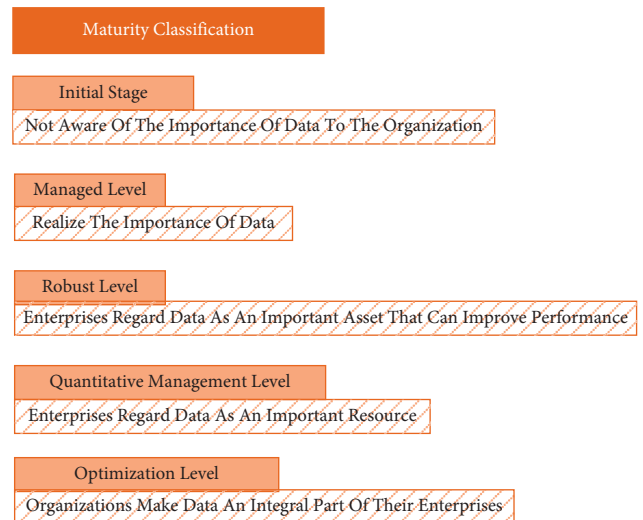 Maturity Classification
Initial Stage
Not Aware Of The Importance Of Data To The Organization
Managed Level
Realize The Importance Of Data
Robust Level
Enterprises Regard Data As An Important Asset That Can Improve Performance
Quantitative Management Level
Enterprises Regard Data As An Important Resource
Optimization Level
Organizations Make Data An Integral Part Of Their Enterprises